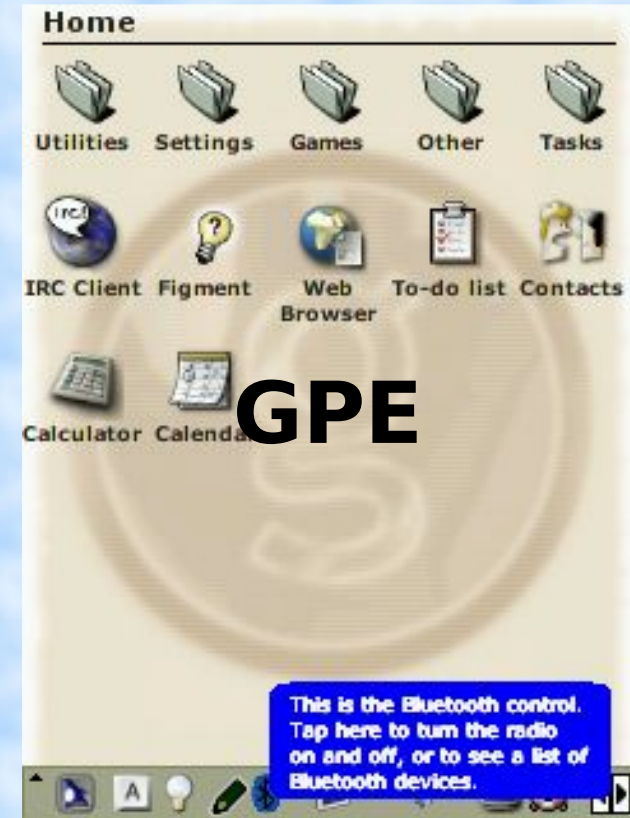 Home
Utilities Settings Games Other Tasks
IRC Client Figment Web Browser To-do list Contacts
Calculator Calenda
GPE
This is the Bluetooth control.
Tap here to turn the radio
on and off, or to see a list of
Bluetooth devices.
irc!
?
A